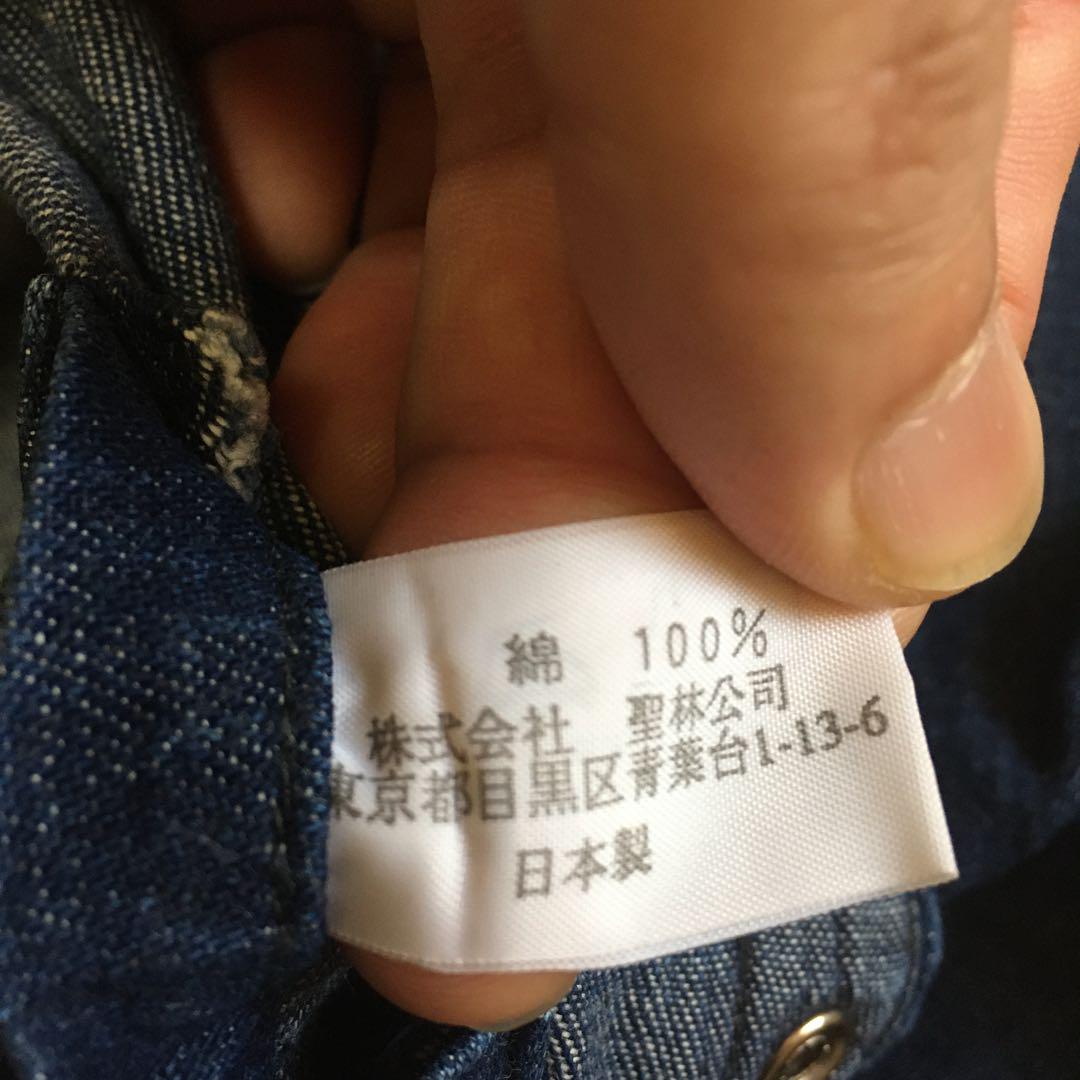 綿　100%
株式会社　聖林公司
東京都目黒区青葉台1-13-6
日本製